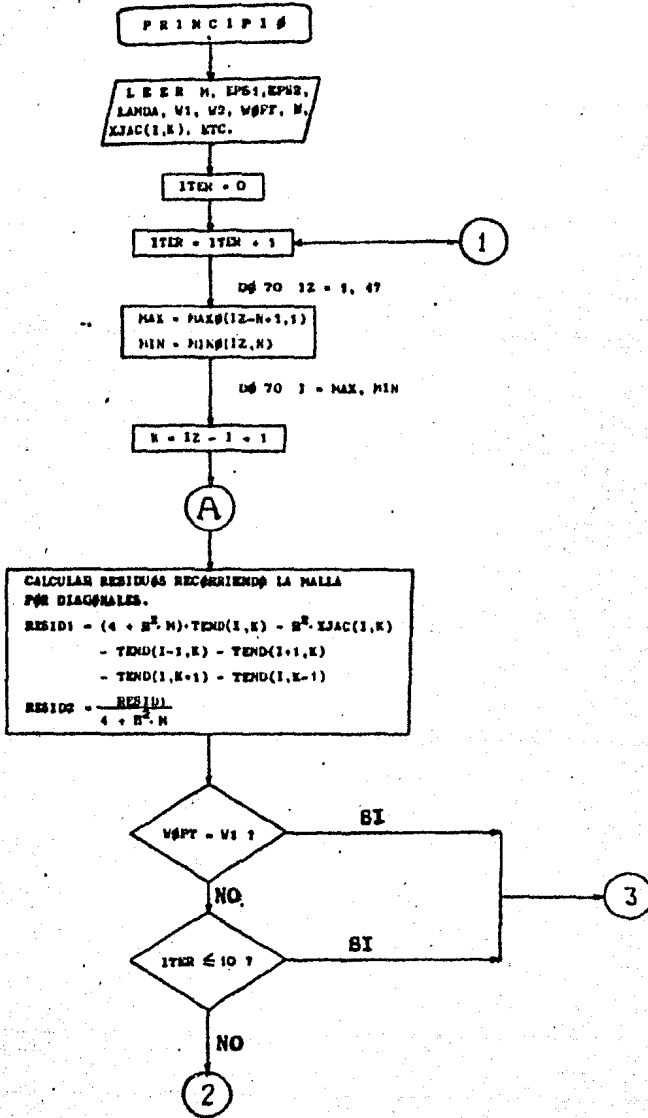 PRINCIPIØ
LEER M, EPS1, EPS2,
LAMDA, W1, W2, WØPT, N,
XJAC(I,K), ETC.
ITER = 0
ITER = ITER + 1
1
DØ 70 IZ = 1, 47
MAX = MAXØ(IZ-N+1,1)
MIN = MINØ(IZ,N)
DØ 70 I = MAX, MIN
K = IZ - I + 1
A
CALCULAR RESIDUØS RECØRRIENDØ LA MALLA
PØR DIAGØNALES.
RESID1 = (4 + H²·M)·TEND(I,K) - H²·XJAC(I,K)
- TEND(I-1,K) - TEND(I+1,K)
- TEND(I,K+1) - TEND(I,K-1)
RESID2 = RESID1
4 + H²·M
WØPT = W1 ?
SI
3
NO
ITER ≤ 10 ?
SI
NO
2